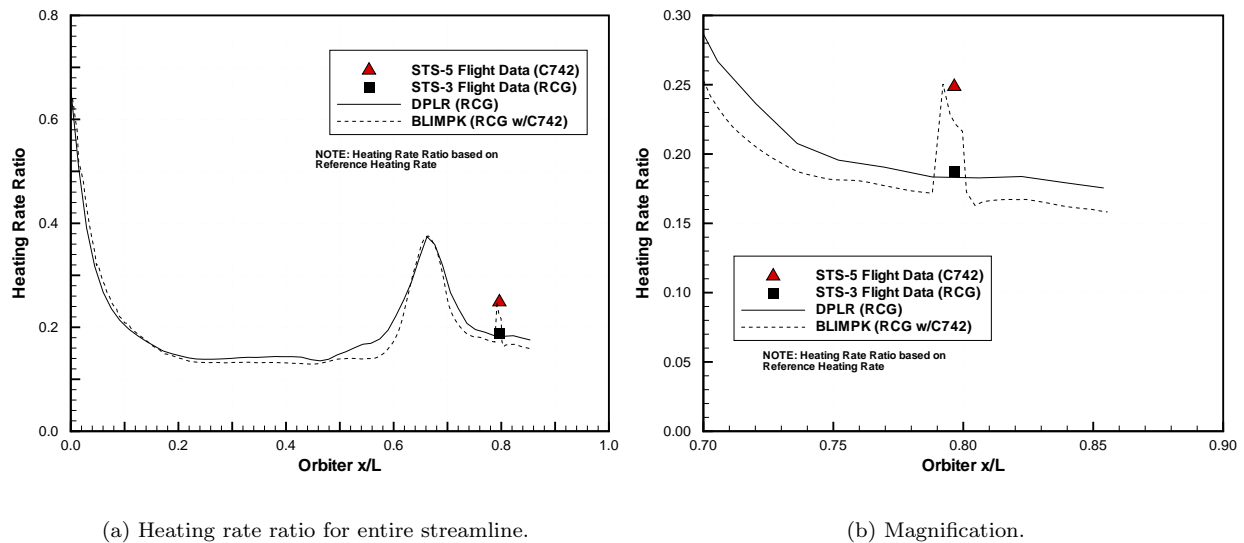 0.8
0.6
0.4
0.2
0.0
0.0
0.2
0.4
0.6
0.8
1.0
Heating Rate Ratio
Orbiter x/L
STS-5 Flight Data (C742)
STS-3 Flight Data (RCG)
DPLR (RCG)
BLIMPK (RCG w/C742)
NOTE: Heating Rate Ratio based on
Reference Heating Rate
(a) Heating rate ratio for entire streamline.
0.30
0.25
0.20
0.15
0.10
0.05
0.00
0.70
0.75
0.80
0.85
0.90
Heating Rate Ratio
Orbiter x/L
STS-5 Flight Data (C742)
STS-3 Flight Data (RCG)
DPLR (RCG)
BLIMPK (RCG w/C742)
NOTE: Heating Rate Ratio based on
Reference Heating Rate
(b) Magnification.